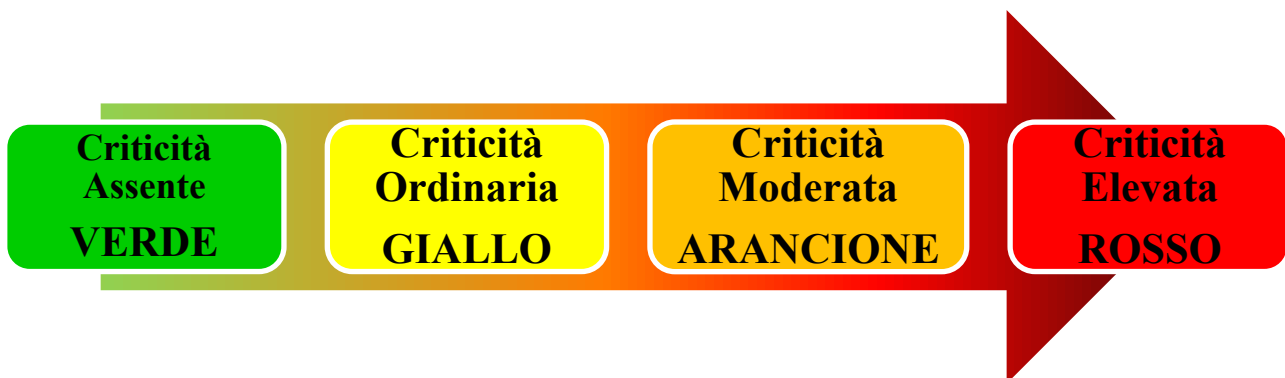 Criticità
Assente
VERDE
Criticità
Ordinaria
GIALLO
Criticità
Moderata
ARANCIONE
Criticità
Elevata
ROSSO